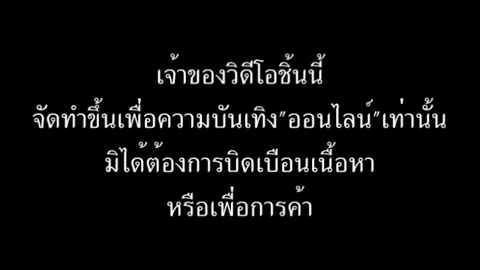 เจ้าของวิดีโอชิ้นนี้
จัดทำขึ้นเพื่อความบันเทิง"ออนไลน์"เท่านั้น
มิได้ต้องการบิดเบือนเนื้อหา
หรือเพื่อการค้า